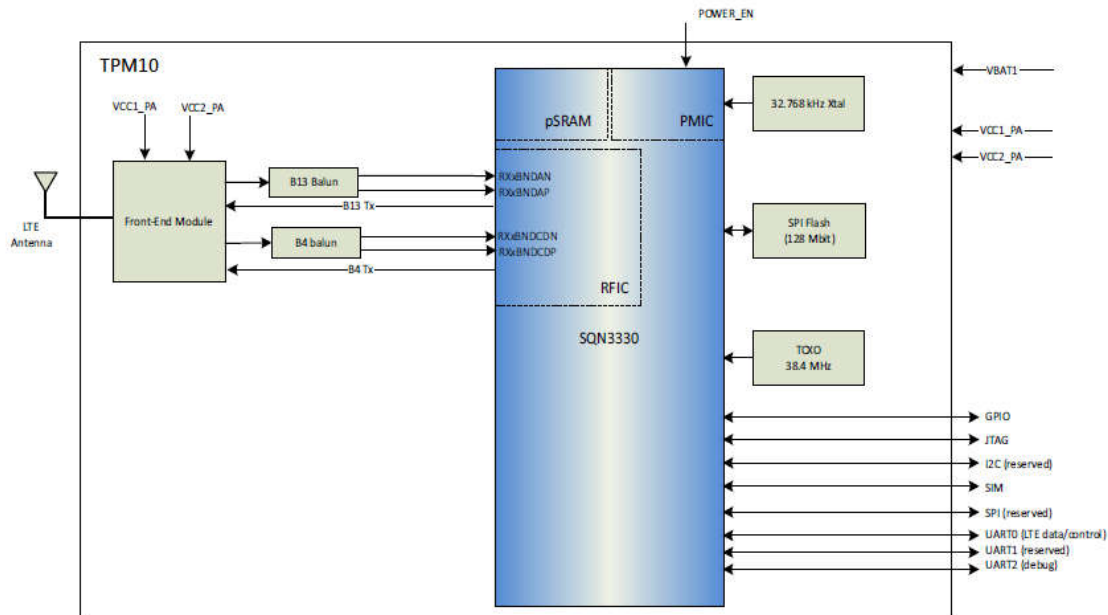 POWER_EN
TPM10
VBAT1
VCC1_PA
VCC2_PA
pSRAM
PMIC
32.768 kHz Xtal
VCC1_PA
VCC2_PA
B13 Balun
RXxBNDAN
RXxBNDAP
Front-End Module
B13 Tx
LTE
Antenna
B4 balun
RXxBNDCDN
RXxBNDCDP
B4 Tx
SPI Flash
(128 Mbit)
RFIC
SQN3330
TCXO
38.4 MHz
GPIO
JTAG
I2C (reserved)
SIM
SPI (reserved)
UART0 (LTE data/control)
UART1 (reserved)
UART2 (debug)